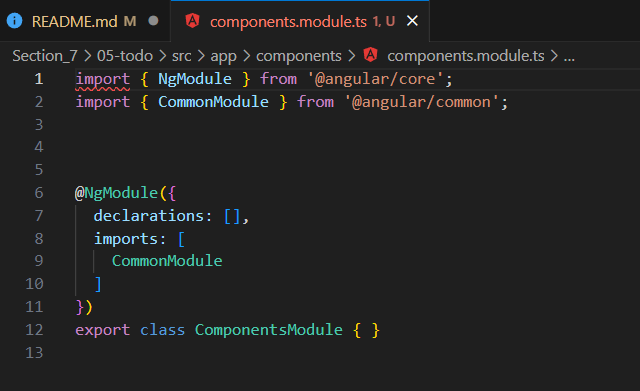 README.md M
components.module.ts 1, U
Section_7 > 05-todo > src > app > components > components.module.ts > ...
1 import { NgModule } from '@angular/core';
2 import { CommonModule } from '@angular/common';
3
4
5
6 @NgModule({
7 declarations: [],
8 imports: [
9 CommonModule
10 ]
11 })
12 export class ComponentsModule { }
13